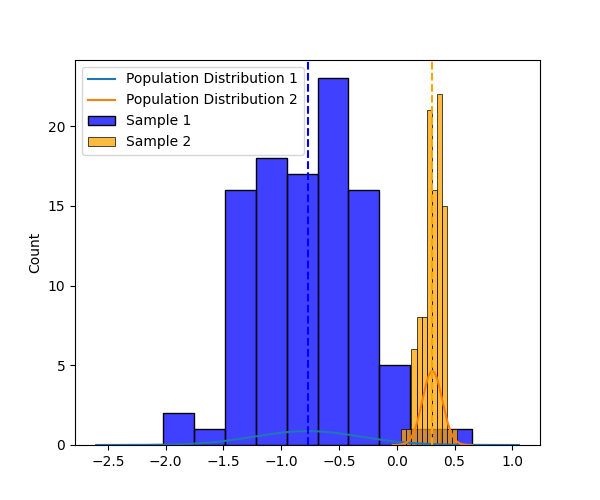 Population Distribution 1
Population Distribution 2
Sample 1
Sample 2
Count
20
15
10
5
0
−2.5 −2.0 −1.5 −1.0 −0.5 0.0 0.5 1.0